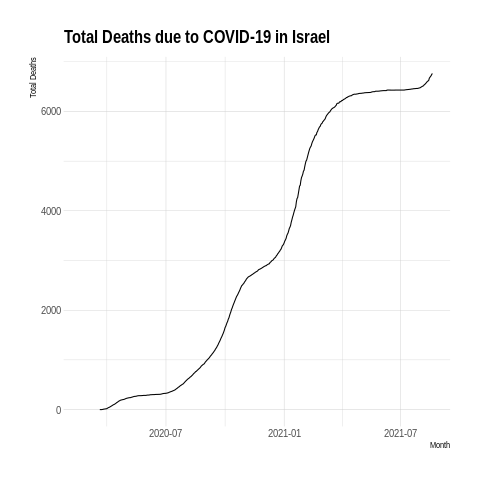 Total Deaths due to COVID-19 in Israel
Total Deaths
6000
4000
2000
0
2020-07
2021-01
2021-07
Month